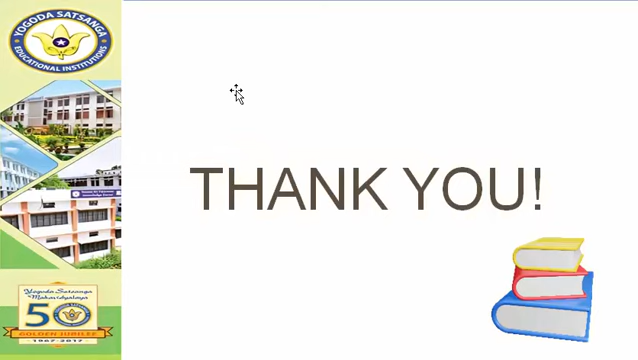 YOGODA SATSANGA
EDUCATIONAL INSTITUTIONS
THANK YOU!
Yogoda Satsanga
Mahavidyalaya
50
GOLDEN JUBILEE
1967-2017